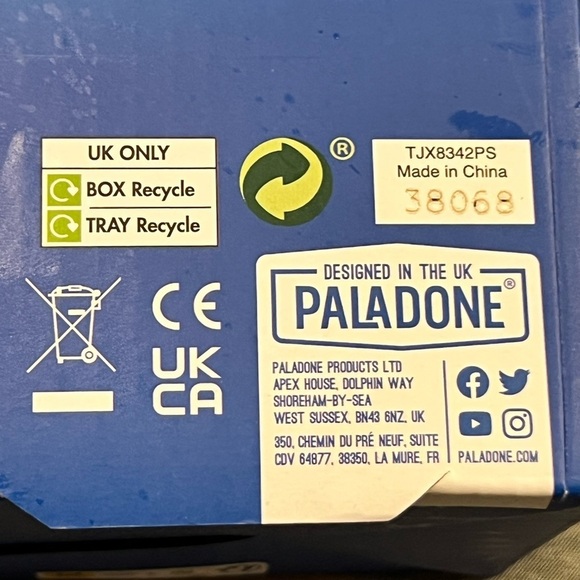 UK ONLY
BOX Recycle
TRAY Recycle
®
TJX8342PS
Made in China
38068
CE
UK
CA
DESIGNED IN THE UK
PALADONE®
PALADONE PRODUCTS LTD
APEX HOUSE, DOLPHIN WAY
SHOREHAM-BY-SEA
WEST SUSSEX, BN43 6NZ, UK
350, CHEMIN DU PRÉ NEUF, SUITE
CDV 64877, 38350, LA MURE, FR
PALADONE.COM